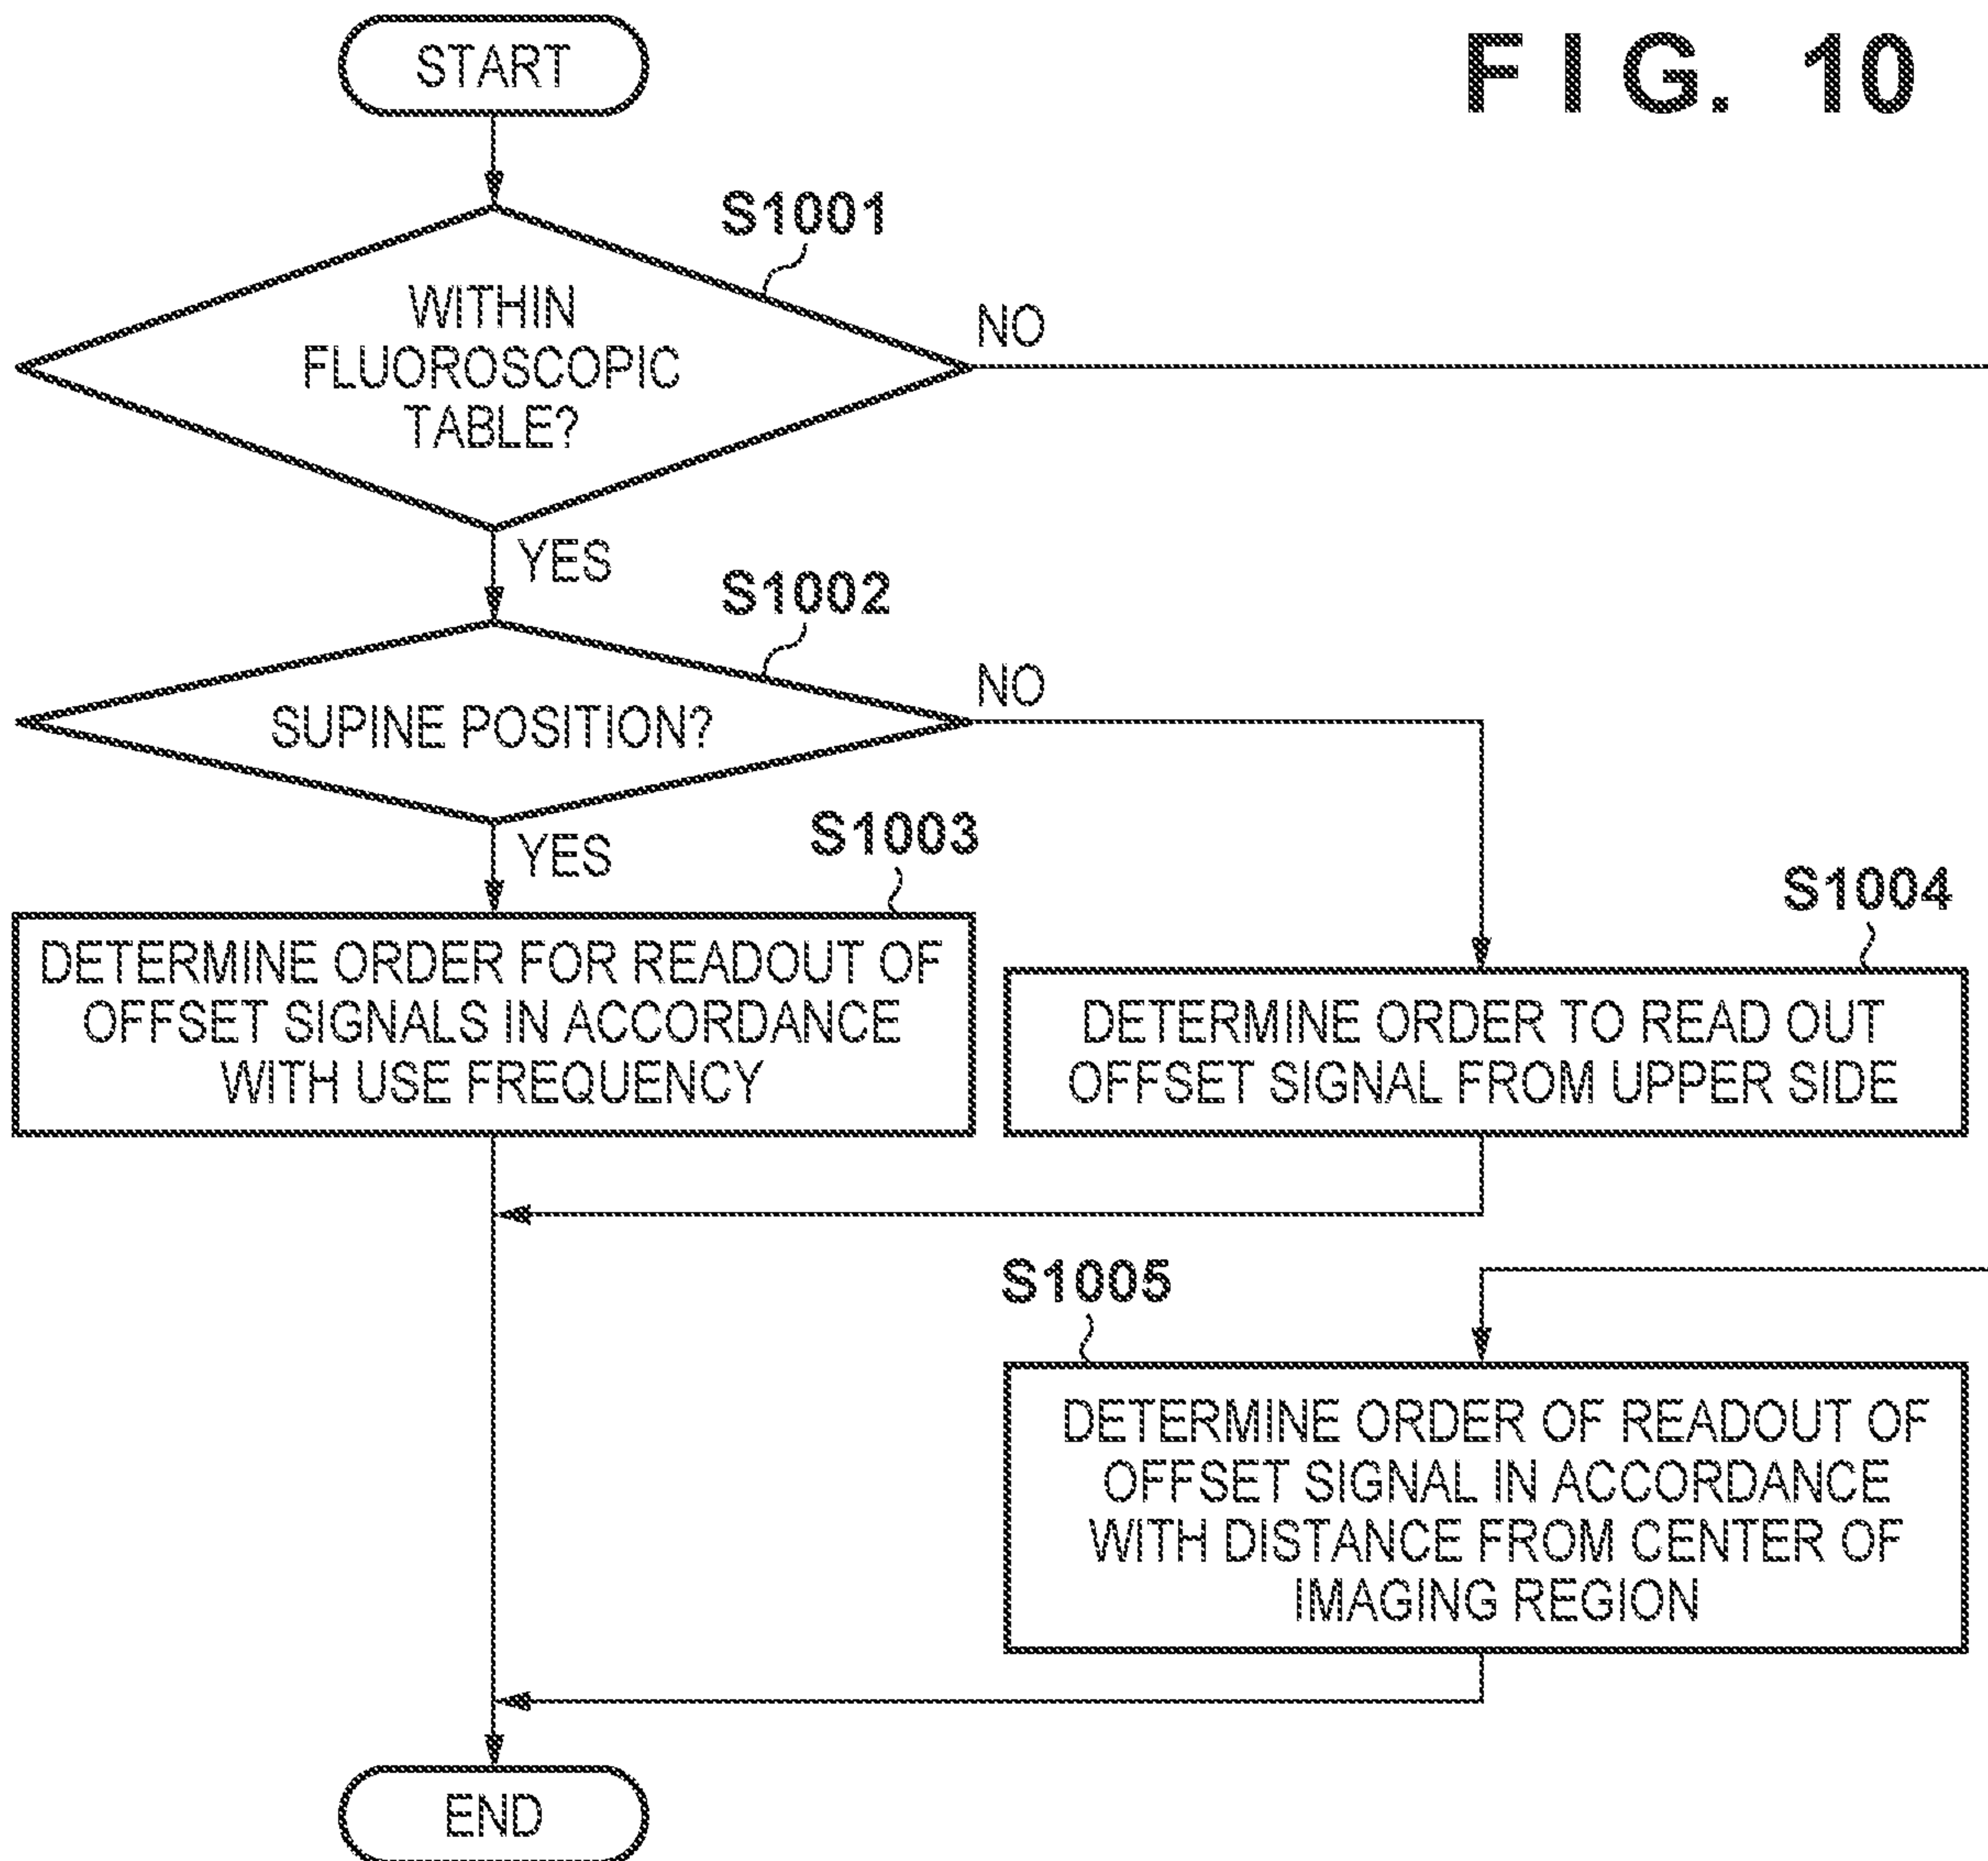 FIG. 10
START
S1001
WITHIN
FLUOROSCOPIC
TABLE?
NO
YES
S1002
SUPINE POSITION?
NO
YES
S1003
DETERMINE ORDER FOR READOUT OF
OFFSET SIGNALS IN ACCORDANCE
WITH USE FREQUENCY
S1004
DETERMINE ORDER TO READ OUT
OFFSET SIGNAL FROM UPPER SIDE
S1005
DETERMINE ORDER OF READOUT OF
OFFSET SIGNAL IN ACCORDANCE
WITH DISTANCE FROM CENTER OF
IMAGING REGION
END